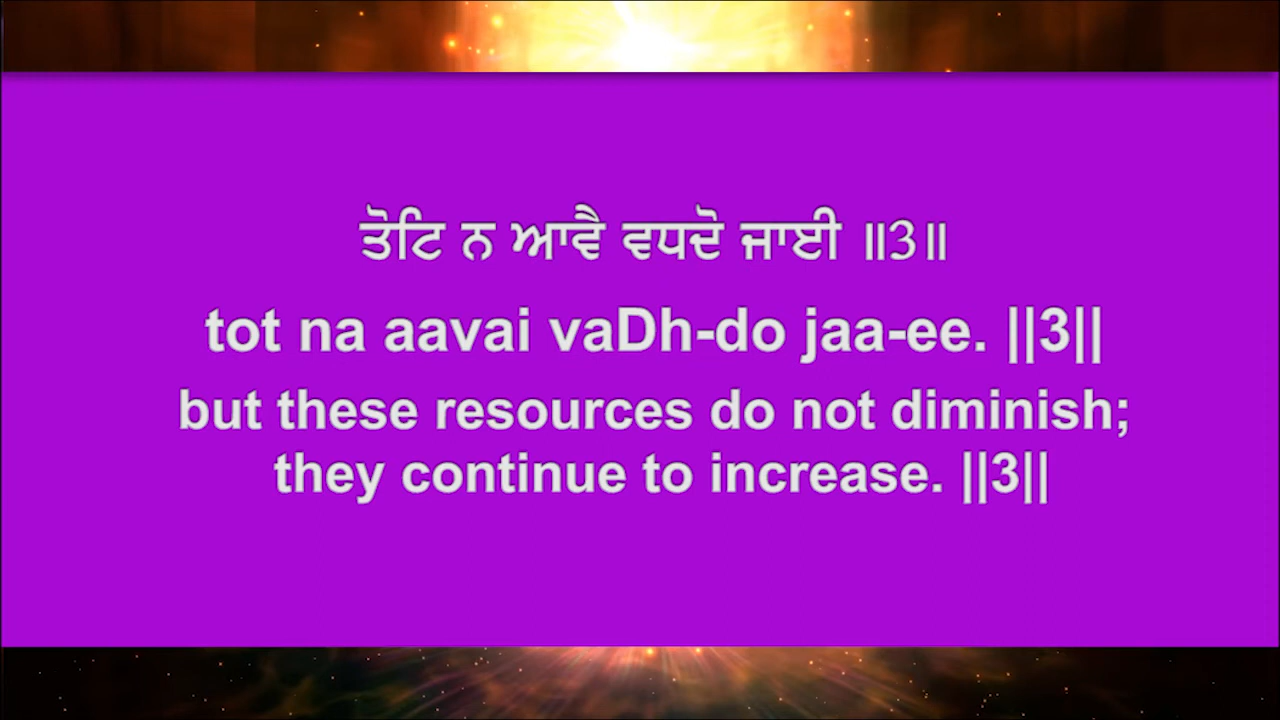 ਤੋਟਿ ਨ ਆਵੈ ਵਧਦੋ ਜਾਈ ॥3॥
tot na aavai vaDh-do jaa-ee. ||3||
but these resources do not diminish;
they continue to increase. ||3||